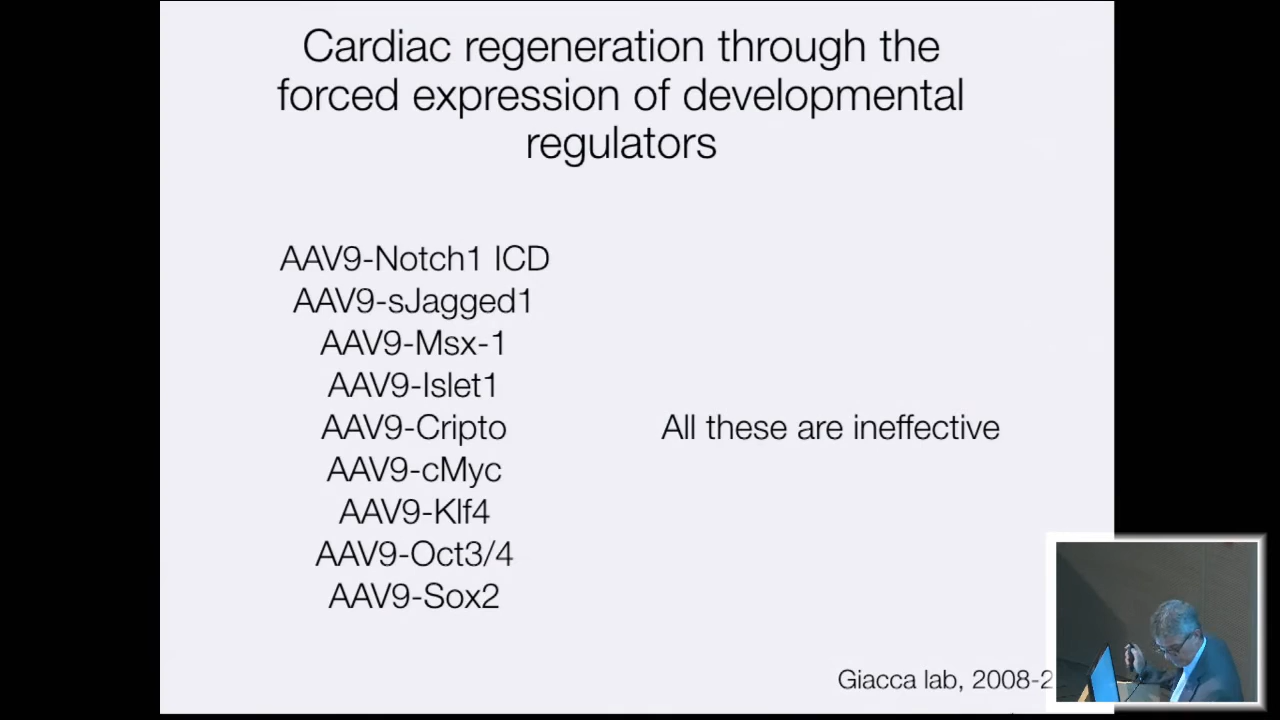 Cardiac regeneration through the
forced expression of developmental
regulators
AAV9-Notch1 ICD
AAV9-sJagged1
AAV9-Msx-1
AAV9-Islet1
AAV9-Cripto
AAV9-cMyc
AAV9-Klf4
AAV9-Oct3/4
AAV9-Sox2
All these are ineffective
Giacca lab, 2008-2